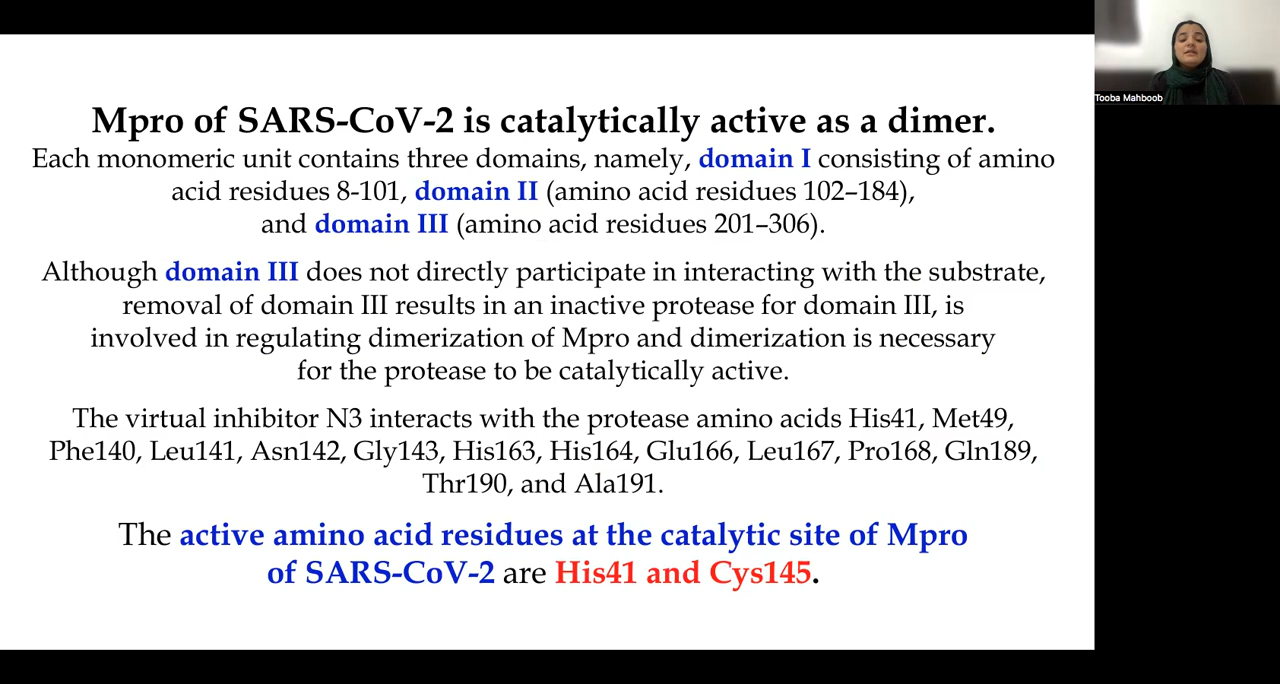 Mpro of SARS-CoV-2 is catalytically active as a dimer.
Each monomeric unit contains three domains, namely, domain I consisting of amino
acid residues 8-101, domain II (amino acid residues 102–184),
and domain III (amino acid residues 201–306).
Although domain III does not directly participate in interacting with the substrate,
removal of domain III results in an inactive protease for domain III, is
involved in regulating dimerization of Mpro and dimerization is necessary
for the protease to be catalytically active.
The virtual inhibitor N3 interacts with the protease amino acids His41, Met49,
Phe140, Leu141, Asn142, Gly143, His163, His164, Glu166, Leu167, Pro168, Gln189,
Thr190, and Ala191.
The active amino acid residues at the catalytic site of Mpro
of SARS-CoV-2 are His41 and Cys145.
Tooba Mahboob